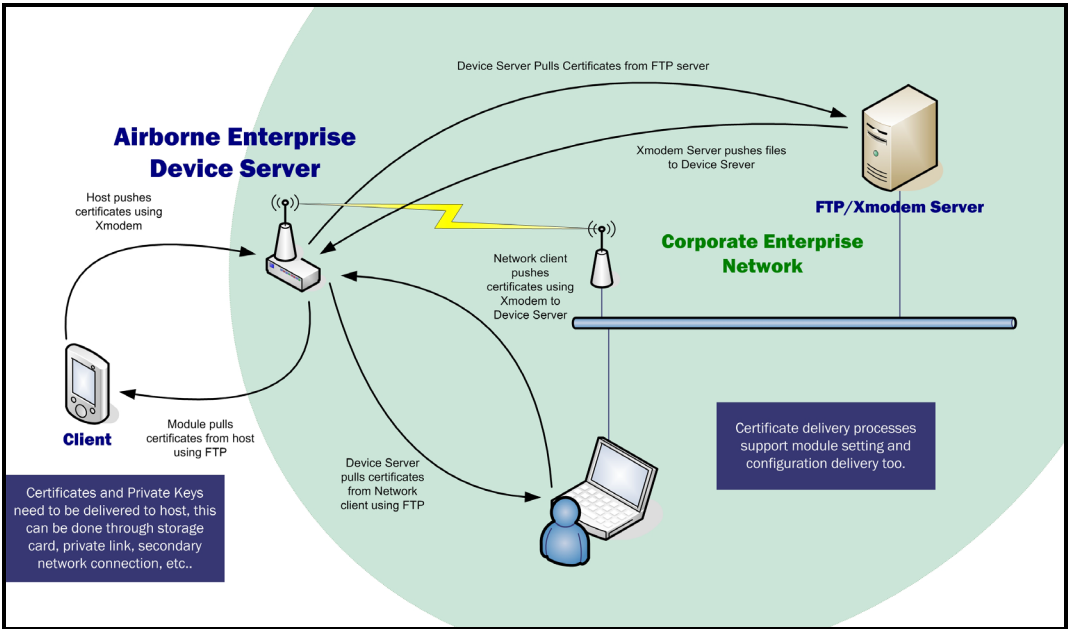 Device Server Pulls Certificates from FTP server
Airborne Enterprise
Device Server
Xmodem Server pushes files
to Device Srever
Host pushes
certificates using
Xmodem
FTP/Xmodem Server
Corporate Enterprise
Network
Network client
pushes
certificates using
Xmodem to
Device Server
Client
Module pulls
certificates from host
using FTP
Device Server
pulls certificates
from Network
client using FTP
Certificate delivery processes
support module setting and
configuration delivery too.
Certificates and Private Keys
need to be delivered to host, this
can be done through storage
card, private link, secondary
network connection, etc..